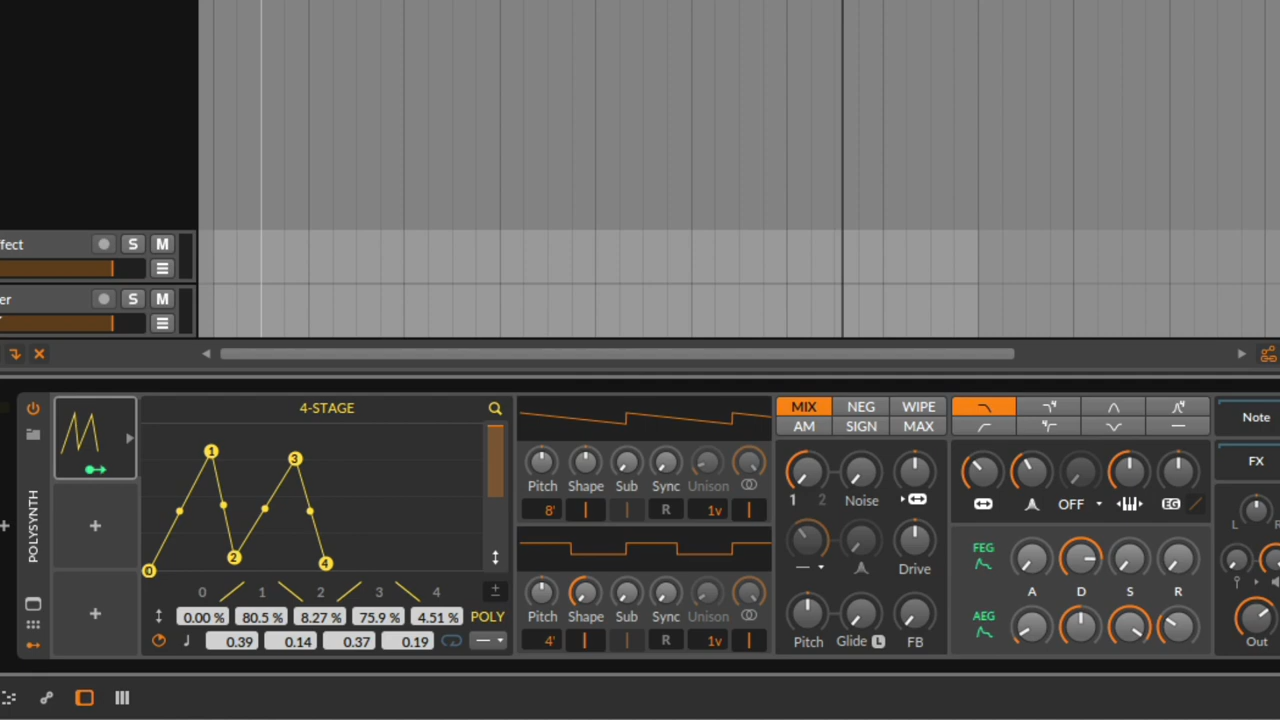 ffect S M
er S M
4-STAGE
MIX NEG WIPE
AM SIGN MAX
Note
FX
POLYSYNTH
0 1 2 3 4
Pitch Shape Sub Sync Unison
8' R 1v
1 2 Noise
OFF EG
L R
FEG
A D S R
AEG
Drive
Pitch Shape Sub Sync Unison
4' R 1v
Pitch Glide L FB
Out
0 1 2 3 4
0.00 % 80.5 % 8.27 % 75.9 % 4.51 % POLY
0.39 0.14 0.37 0.19